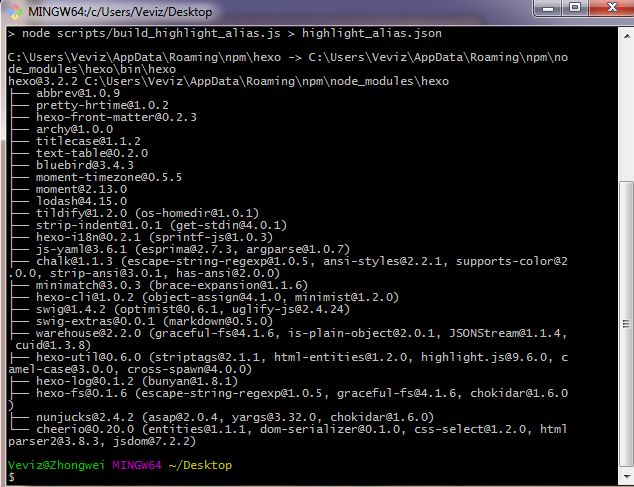 MINGW64:/c/Users/Veviz/Desktop
> node scripts/build_highlight_alias.js > highlight_alias.json
C:\Users\Veviz\AppData\Roaming\npm\hexo -> C:\Users\Veviz\AppData\Roaming\npm\no
de_modules\hexo\bin\hexo
hexo@3.2.2 C:\Users\Veviz\AppData\Roaming\npm\node_modules\hexo
├── abbrev@1.0.9
├── pretty-hrtime@1.0.2
├── hexo-front-matter@0.2.3
├── archy@1.0.0
├── titlecase@1.1.2
├── text-table@0.2.0
├── bluebird@3.4.3
├── moment-timezone@0.5.5
├── moment@2.13.0
├── lodash@4.15.0
├── tildify@1.2.0 (os-homedir@1.0.1)
├── strip-indent@1.0.1 (get-stdin@4.0.1)
├── hexo-i18n@0.2.1 (sprintf-js@1.0.3)
├── js-yaml@3.6.1 (esprima@2.7.3, argparse@1.0.7)
├── chalk@1.1.3 (escape-string-regexp@1.0.5, ansi-styles@2.2.1, supports-color@2
.0.0, strip-ansi@3.0.1, has-ansi@2.0.0)
├── minimatch@3.0.3 (brace-expansion@1.1.6)
├── hexo-cli@1.0.2 (object-assign@4.1.0, minimist@1.2.0)
├── swig@1.4.2 (optimist@0.6.1, uglify-js@2.4.24)
├── swig-extras@0.0.1 (markdown@0.5.0)
├── warehouse@2.2.0 (graceful-fs@4.1.6, is-plain-object@2.0.1, JSONStream@1.1.4,
 cuid@1.3.8)
├── hexo-util@0.6.0 (striptags@2.1.1, html-entities@1.2.0, highlight.js@9.6.0, c
amel-case@3.0.0, cross-spawn@4.0.0)
├── hexo-log@0.1.2 (bunyan@1.8.1)
├── hexo-fs@0.1.6 (escape-string-regexp@1.0.5, graceful-fs@4.1.6, chokidar@1.6.0
)
├── nunjucks@2.4.2 (asap@2.0.4, yargs@3.32.0, chokidar@1.6.0)
└── cheerio@0.20.0 (entities@1.1.1, dom-serializer@0.1.0, css-select@1.2.0, html
parser2@3.8.3, jsdom@7.2.2)
Veviz@Zhongwei MINGW64 ~/Desktop
$